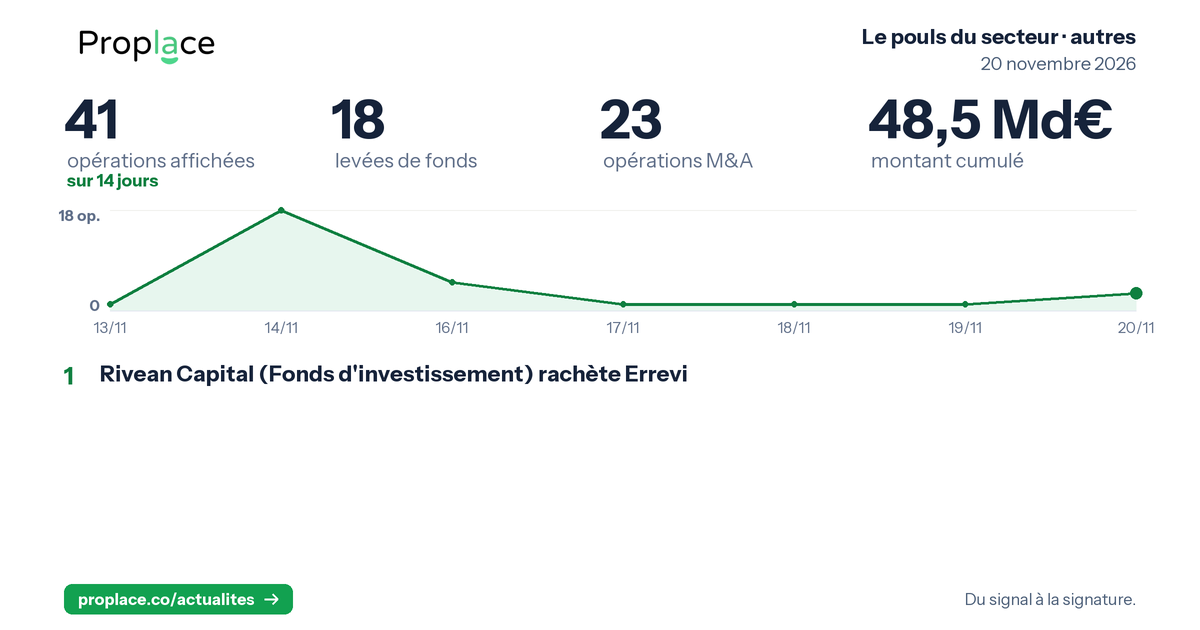 Proplace
Le pouls du secteur · autres
20 novembre 2026
41
opérations affichées
sur 14 jours
18
levées de fonds
23
opérations M&A
48,5 Md€
montant cumulé
18 op.
0
13/11
14/11
16/11
17/11
18/11
19/11
20/11
1 Rivean Capital (Fonds d'investissement) rachète Errevi
proplace.co/actualites →
Du signal à la signature.